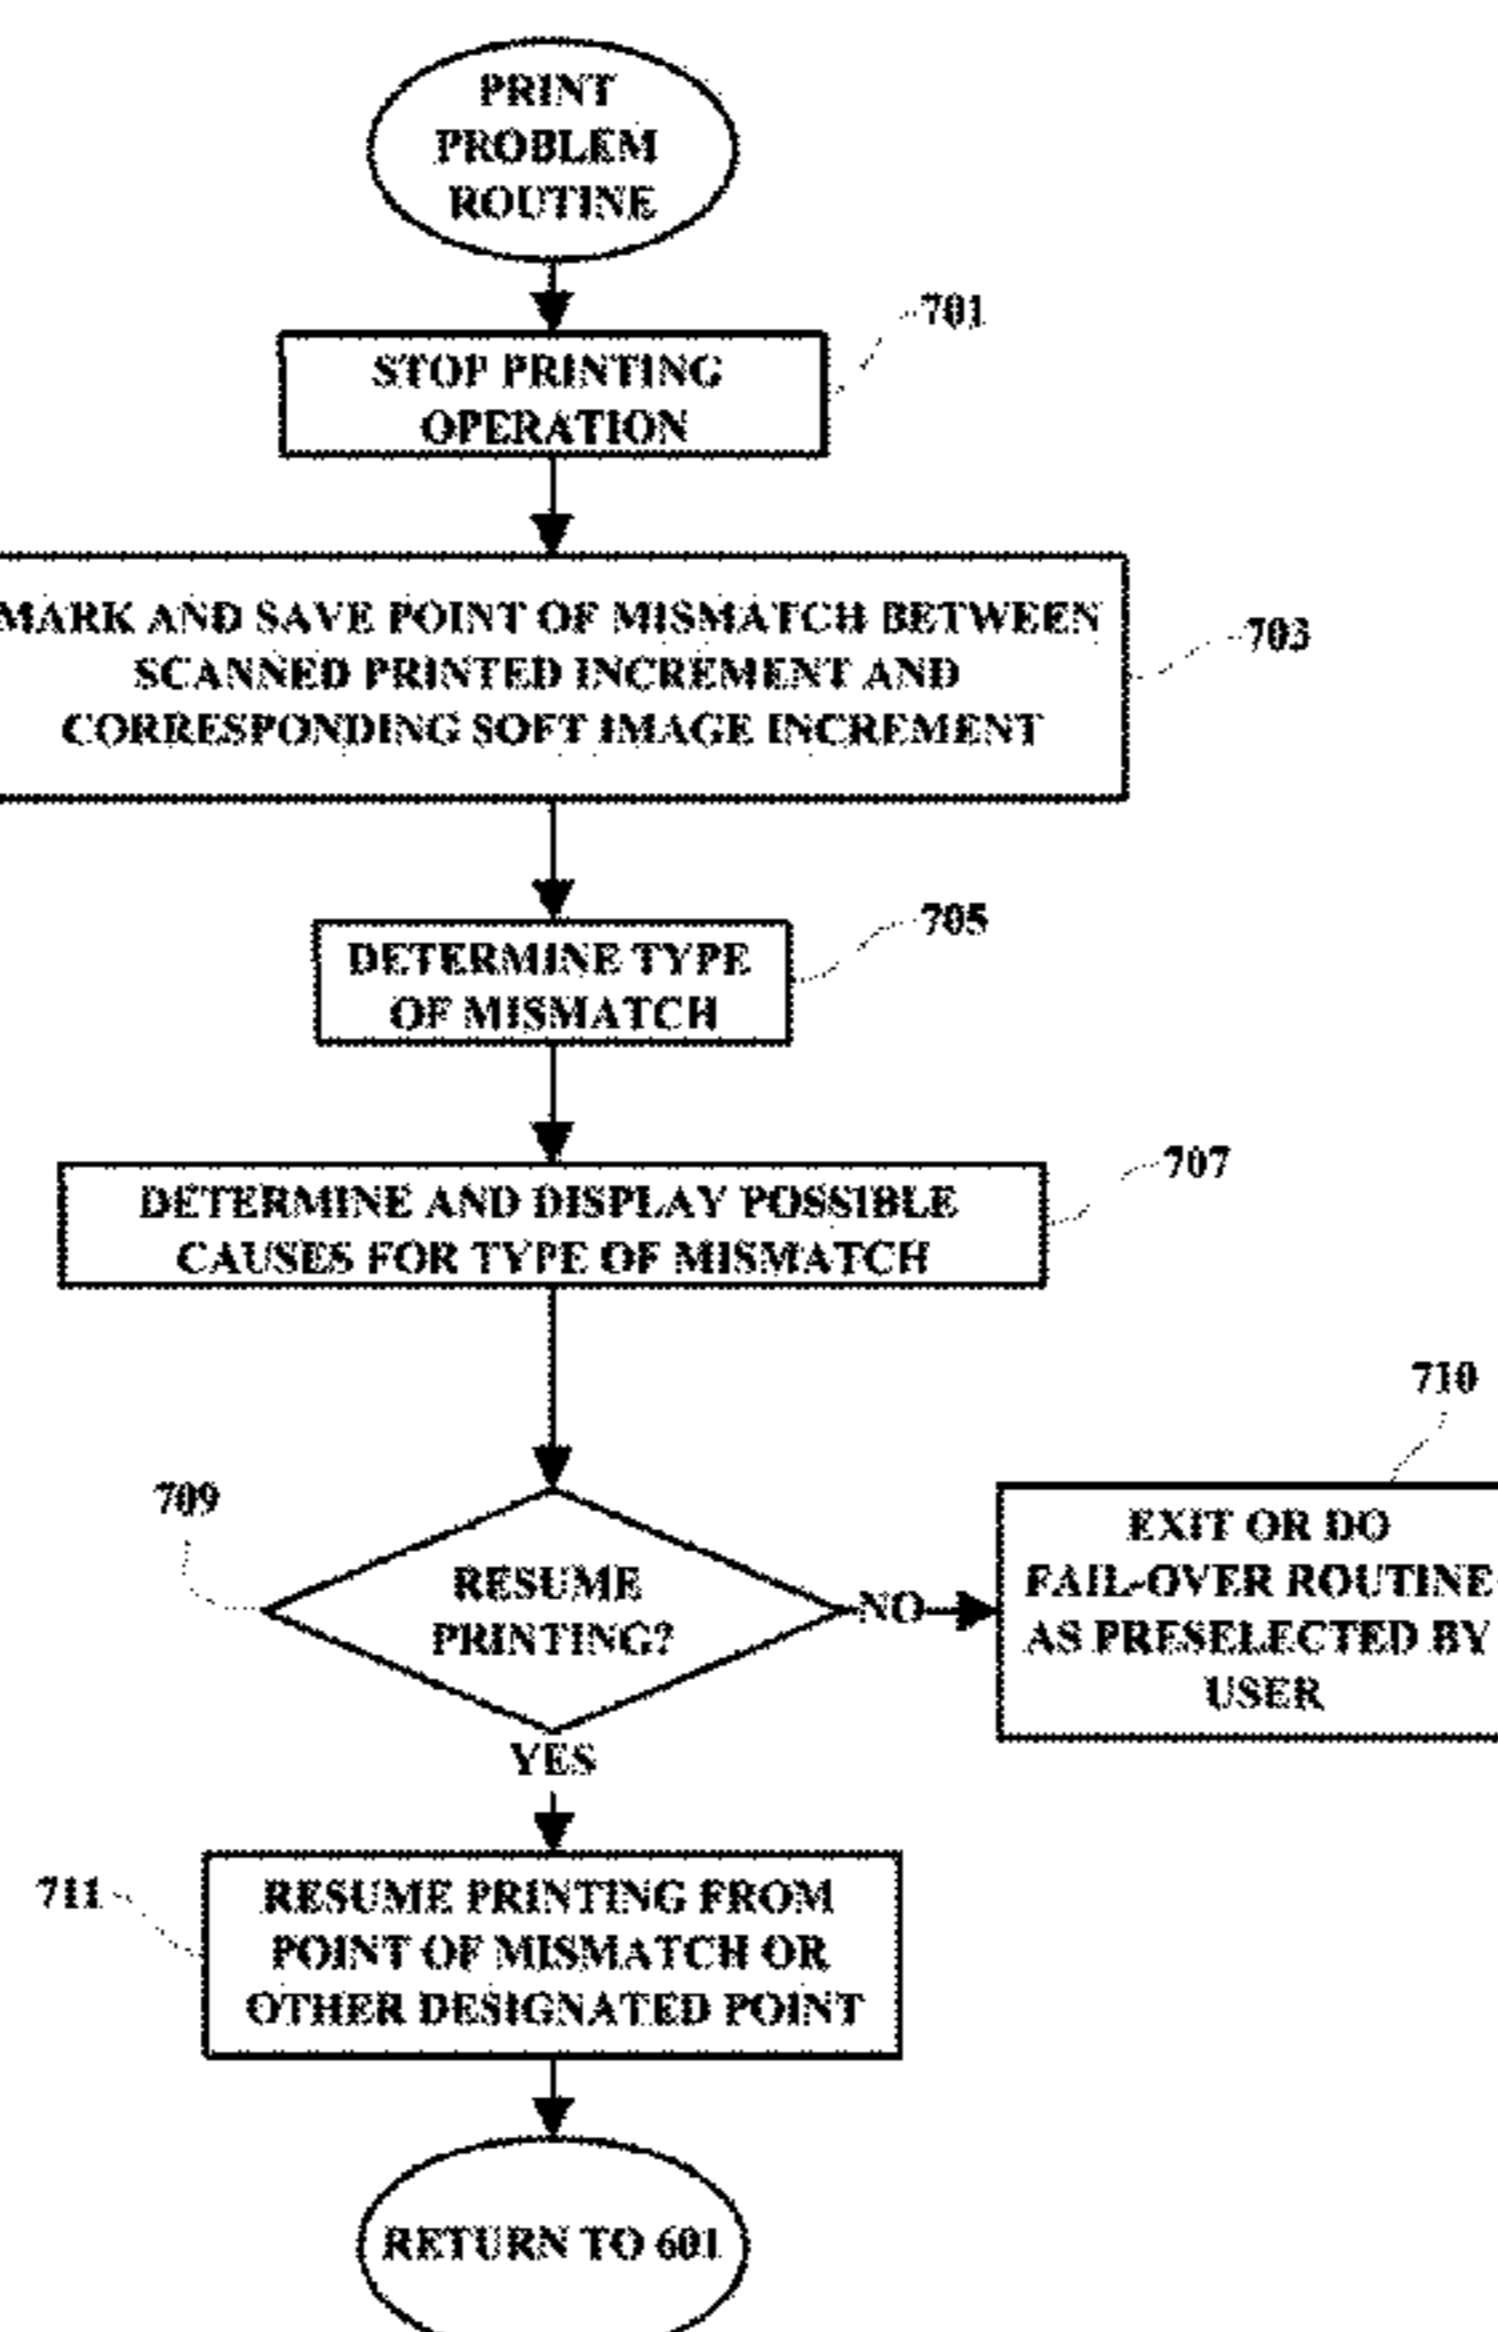 PRINT
PROBLEM
ROUTINE
701
STOP PRINTING
OPERATION
MARK AND SAVE POINT OF MISMATCH BETWEEN
SCANNED PRINTED INCREMENT AND
CORRESPONDING SOFT IMAGE INCREMENT
703
705
DETERMINE TYPE
OF MISMATCH
707
DETERMINE AND DISPLAY POSSIBLE
CAUSES FOR TYPE OF MISMATCH
710
709
RESUME
PRINTING?
NO
EXIT OR DO
FAIL-OVER ROUTINE
AS PRESELECTED BY
USER
YES
711
RESUME PRINTING FROM
POINT OF MISMATCH OR
OTHER DESIGNATED POINT
RETURN TO 601